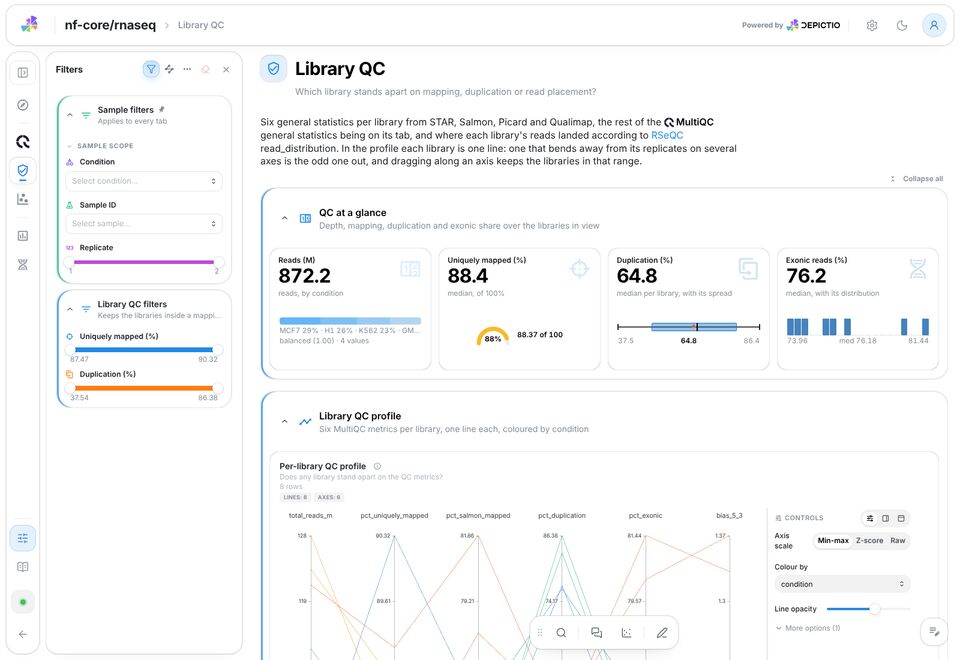 nf-core/rnaseq
Library QC
Powered by DEPICTIO
Filters
Sample filters
Applies to every tab
SAMPLE SCOPE
Condition
Select condition...
Sample ID
Select sample...
123 Replicate
1 2
Library QC filters
Keeps the libraries inside a mappi...
Uniquely mapped (%)
87.47 90.32
Duplication (%)
37.54 86.38
Library QC
Which library stands apart on mapping, duplication or read placement?
Six general statistics per library from STAR, Salmon, Picard and Qualimap, the rest of the MultiQC
general statistics being on its tab, and where each library's reads landed according to RSeQC
read_distribution. In the profile each library is one line: one that bends away from its replicates on several
axes is the odd one out, and dragging along an axis keeps the libraries in that range.
Collapse all
QC at a glance
Depth, mapping, duplication and exonic share over the libraries in view
Reads (M)
872.2
reads, by condition
MCF7 29% · H1 26% · K562 23% · GM...
balanced (1.00) · 4 values
Uniquely mapped (%)
88.4
median, of 100%
88%
88.37 of 100
Duplication (%)
64.8
median per library, with its spread
37.5 64.8 86.4
Exonic reads (%)
76.2
median, with its distribution
73.96 med 76.18 81.44
Library QC profile
Six MultiQC metrics per library, one line each, coloured by condition
Per-library QC profile
Does any library stand apart on the QC metrics?
8 rows
LINES: 8 AXES: 6
total_reads_m pct_uniquely_mapped pct_salmon_mapped pct_duplication pct_exonic bias_5_3
128 90.32 81.86 86.38 81.44 1.37
119 89.61 79.21 74.17 79.57 1.3
CONTROLS
Axis scale
Min-max Z-score Raw
Colour by
condition
Line opacity
More options (1)